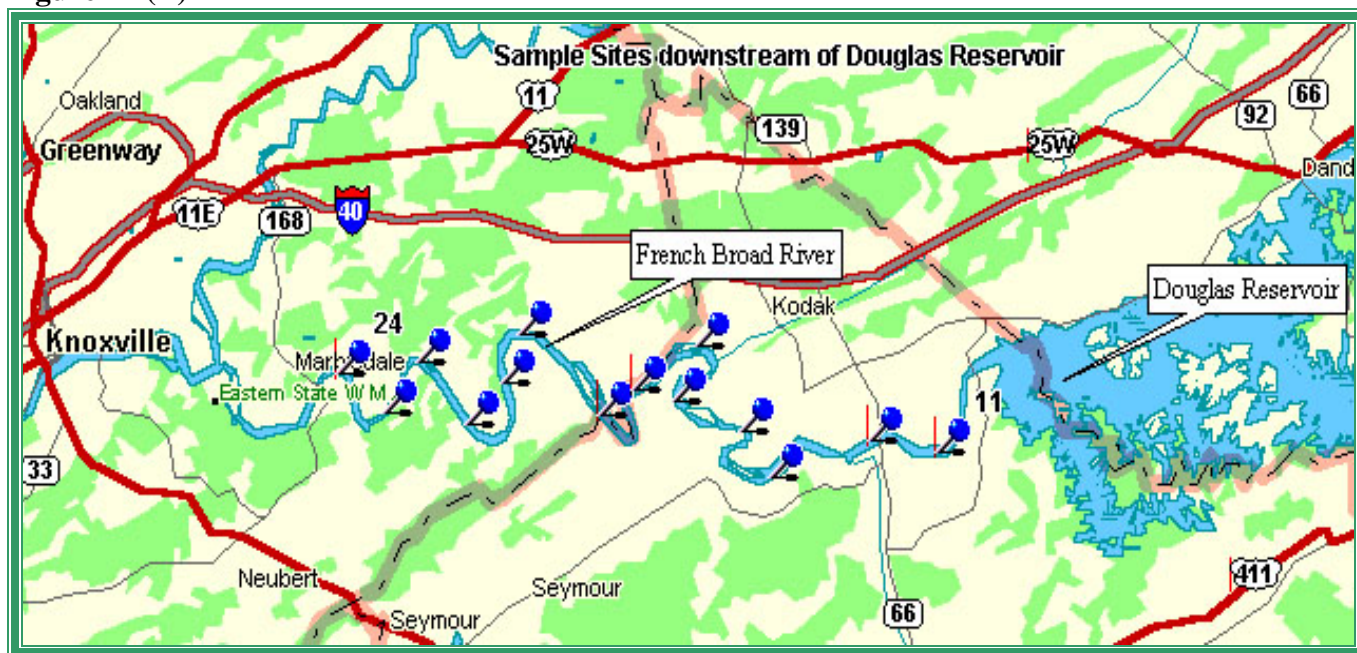 Sample Sites downstream of Douglas Reservoir
66
Oakland
11
92
139
25W
25W
Greenway
Dand
11E
168
40
French Broad River
Douglas Reservoir
Kodak
24
Knoxville
Eastern State W M
11
33
Neubert
Seymour
Seymour
66
411